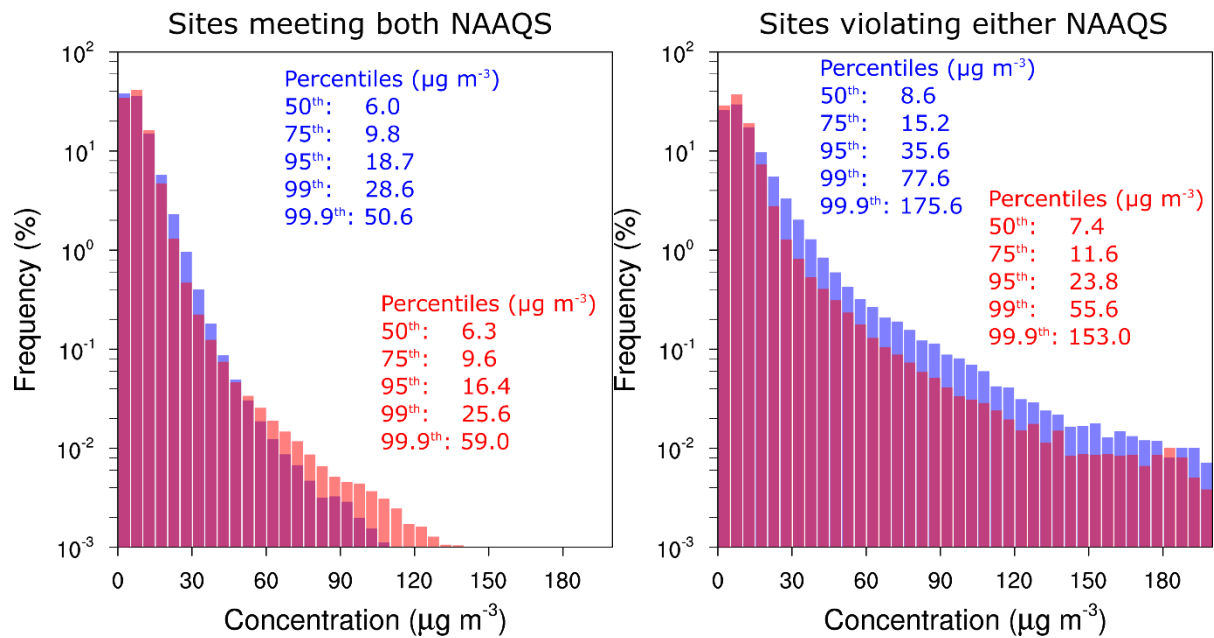 Sites meeting both NAAQS
Percentiles (µg m⁻³)
50ᵗʰ: 6.0
75ᵗʰ: 9.8
95ᵗʰ: 18.7
99ᵗʰ: 28.6
99.9ᵗʰ: 50.6
Percentiles (µg m⁻³)
50ᵗʰ: 6.3
75ᵗʰ: 9.6
95ᵗʰ: 16.4
99ᵗʰ: 25.6
99.9ᵗʰ: 59.0
Frequency (%)
10²
10¹
10⁰
10⁻¹
10⁻²
10⁻³
0 30 60 90 120 150 180
Concentration (µg m⁻³)
Sites violating either NAAQS
Percentiles (µg m⁻³)
50ᵗʰ: 8.6
75ᵗʰ: 15.2
95ᵗʰ: 35.6
99ᵗʰ: 77.6
99.9ᵗʰ: 175.6
Percentiles (µg m⁻³)
50ᵗʰ: 7.4
75ᵗʰ: 11.6
95ᵗʰ: 23.8
99ᵗʰ: 55.6
99.9ᵗʰ: 153.0
Frequency (%)
10²
10¹
10⁰
10⁻¹
10⁻²
10⁻³
0 30 60 90 120 150 180
Concentration (µg m⁻³)